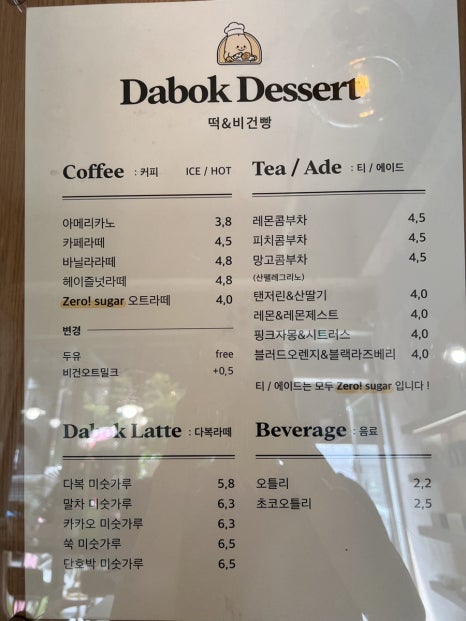 Dabok Dessert
떡&비건빵
Coffee : 커피 ICE / HOT
아메리카노 3,8
카페라떼 4,5
바닐라라떼 4,8
헤이즐넛라떼 4,8
Zero! sugar 오트라떼 4,0
변경
두유 free
비건오트밀크 +0,5
Tea / Ade : 티 / 에이드
레몬콤부차 4,5
피치콤부차 4,5
망고콤부차 4,5
(산펠레그리노)
탠저린&산딸기 4,0
레몬&레몬제스트 4,0
핑크자몽&시트러스 4,0
블러드오렌지&블랙라즈베리 4,0
티 / 에이드는 모두 Zero! sugar 입니다 !
Dabok Latte : 다복라떼
다복 미숫가루 5,8
말차 미숫가루 6,3
카카오 미숫가루 6,3
쑥 미숫가루 6,5
단호박 미숫가루 6,5
Beverage : 음료
오틀리 2,2
초코오틀리 2,5